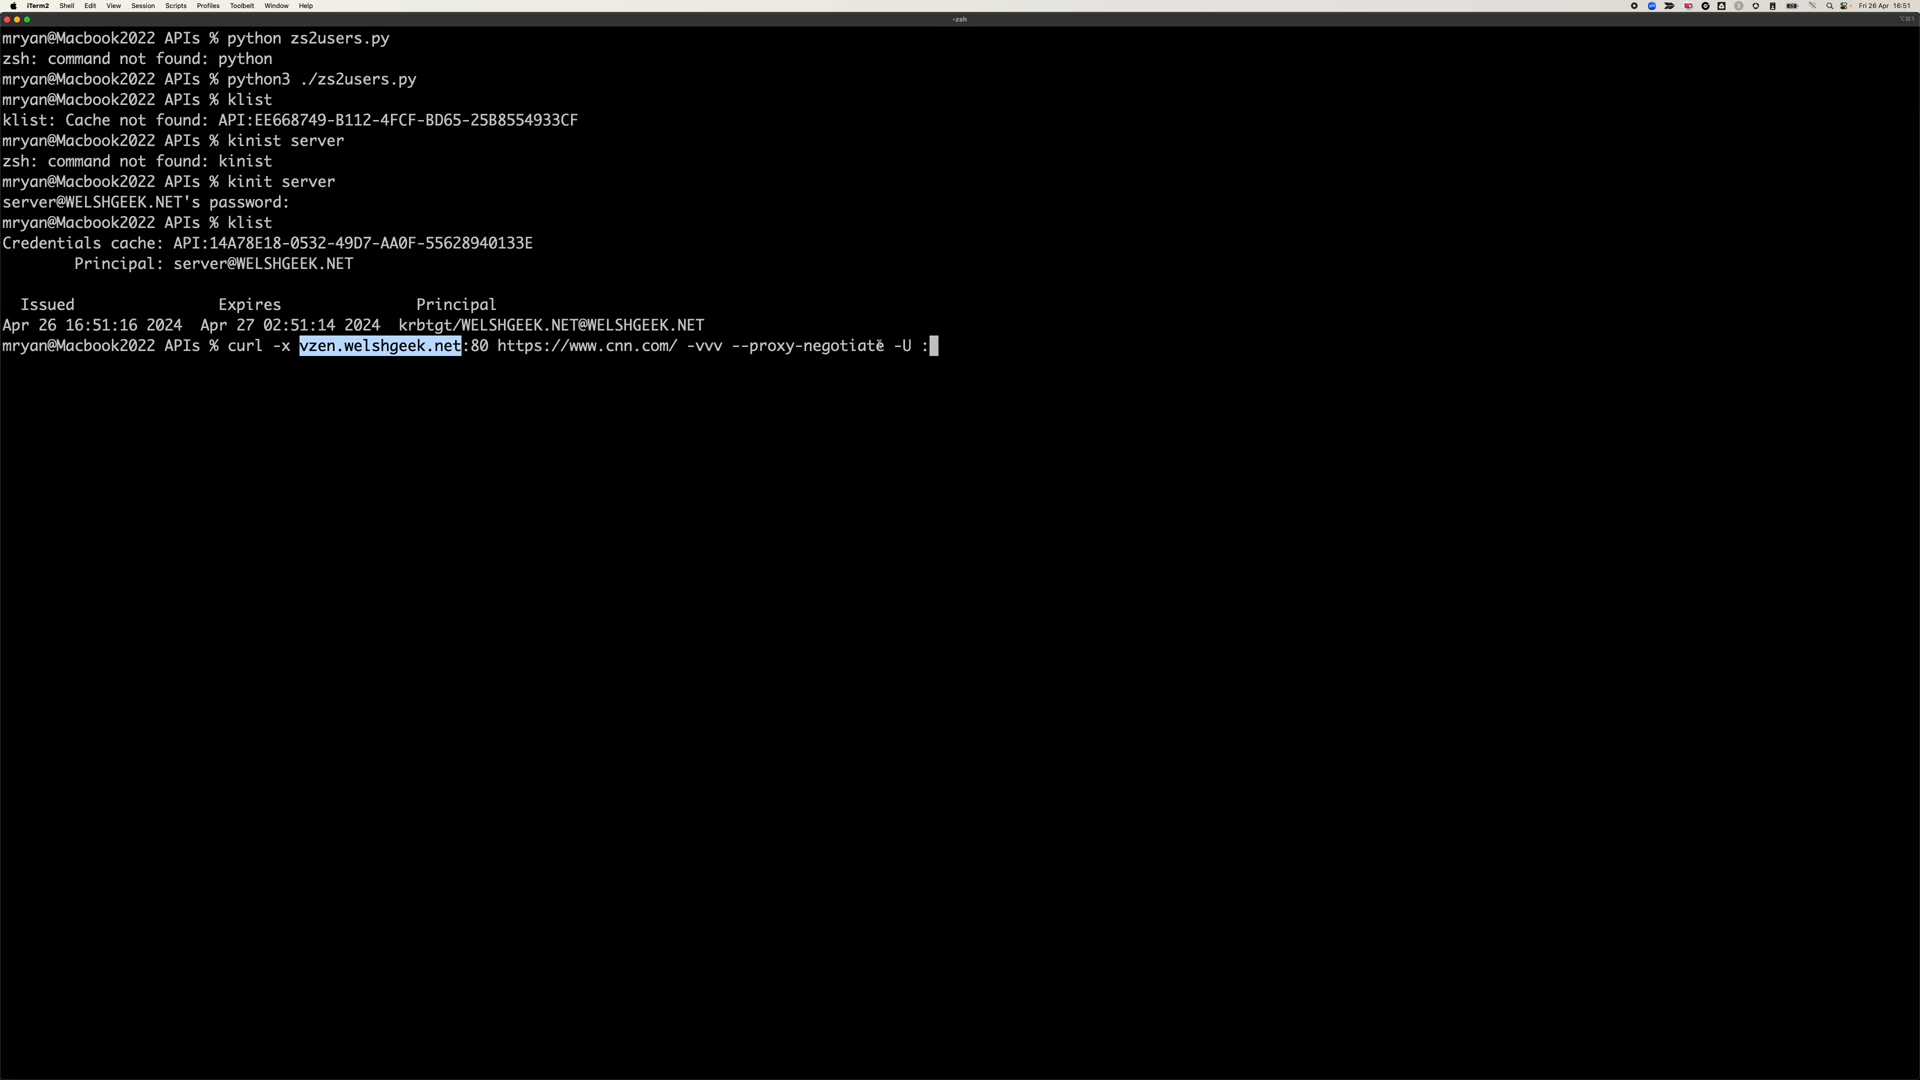 iTerm2 Shell Edit View Session Scripts Profiles Toolbelt Window Help Fri 26 Apr 16:51
-zsh
mryan@Macbook2022 APIs % python zs2users.py
zsh: command not found: python
mryan@Macbook2022 APIs % python3 ./zs2users.py
mryan@Macbook2022 APIs % klist
klist: Cache not found: API:EE668749-B112-4FCF-BD65-25B8554933CF
mryan@Macbook2022 APIs % kinist server
zsh: command not found: kinist
mryan@Macbook2022 APIs % kinit server
server@WELSHGEEK.NET's password:
mryan@Macbook2022 APIs % klist
Credentials cache: API:14A78E18-0532-49D7-AA0F-55628940133E
Principal: server@WELSHGEEK.NET
Issued Expires Principal
Apr 26 16:51:16 2024 Apr 27 02:51:14 2024 krbtgt/WELSHGEEK.NET@WELSHGEEK.NET
mryan@Macbook2022 APIs % curl -x vzen.welshgeek.net:80 https://www.cnn.com/ -vvv --proxy-negotiate -U :